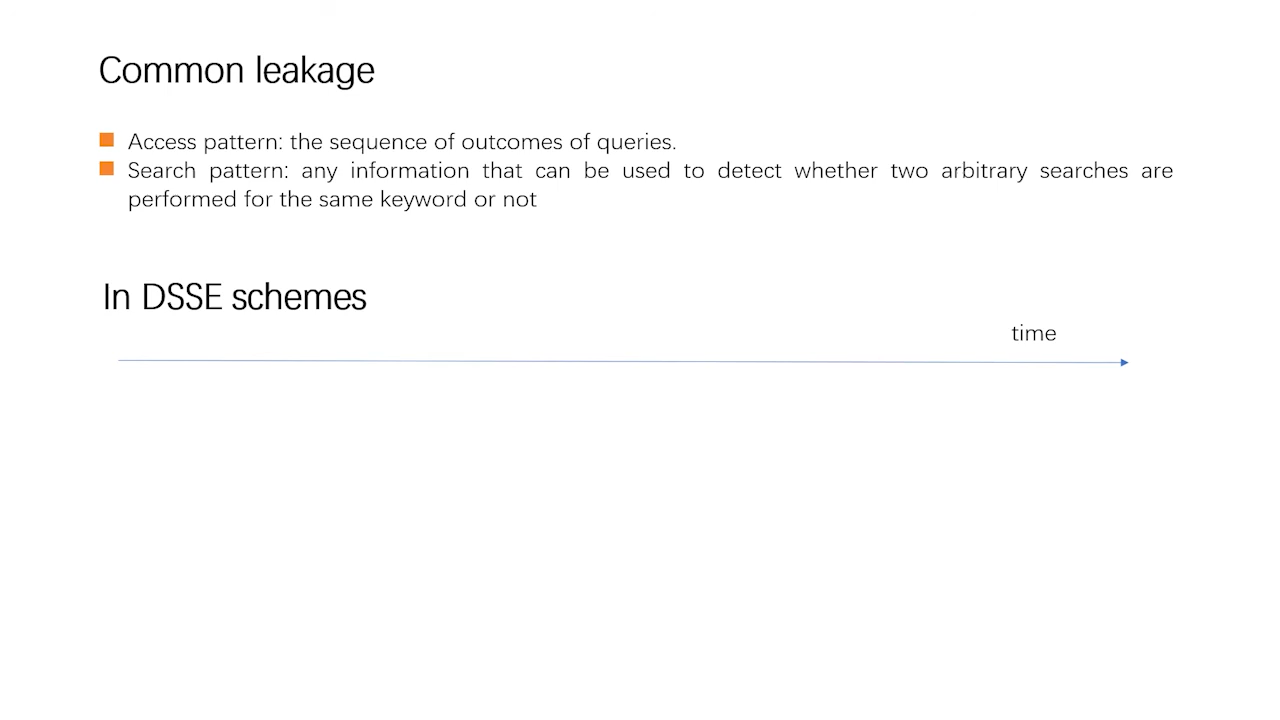 Common leakage
Access pattern: the sequence of outcomes of queries.
Search pattern: any information that can be used to detect whether two arbitrary searches are
performed for the same keyword or not
In DSSE schemes
time